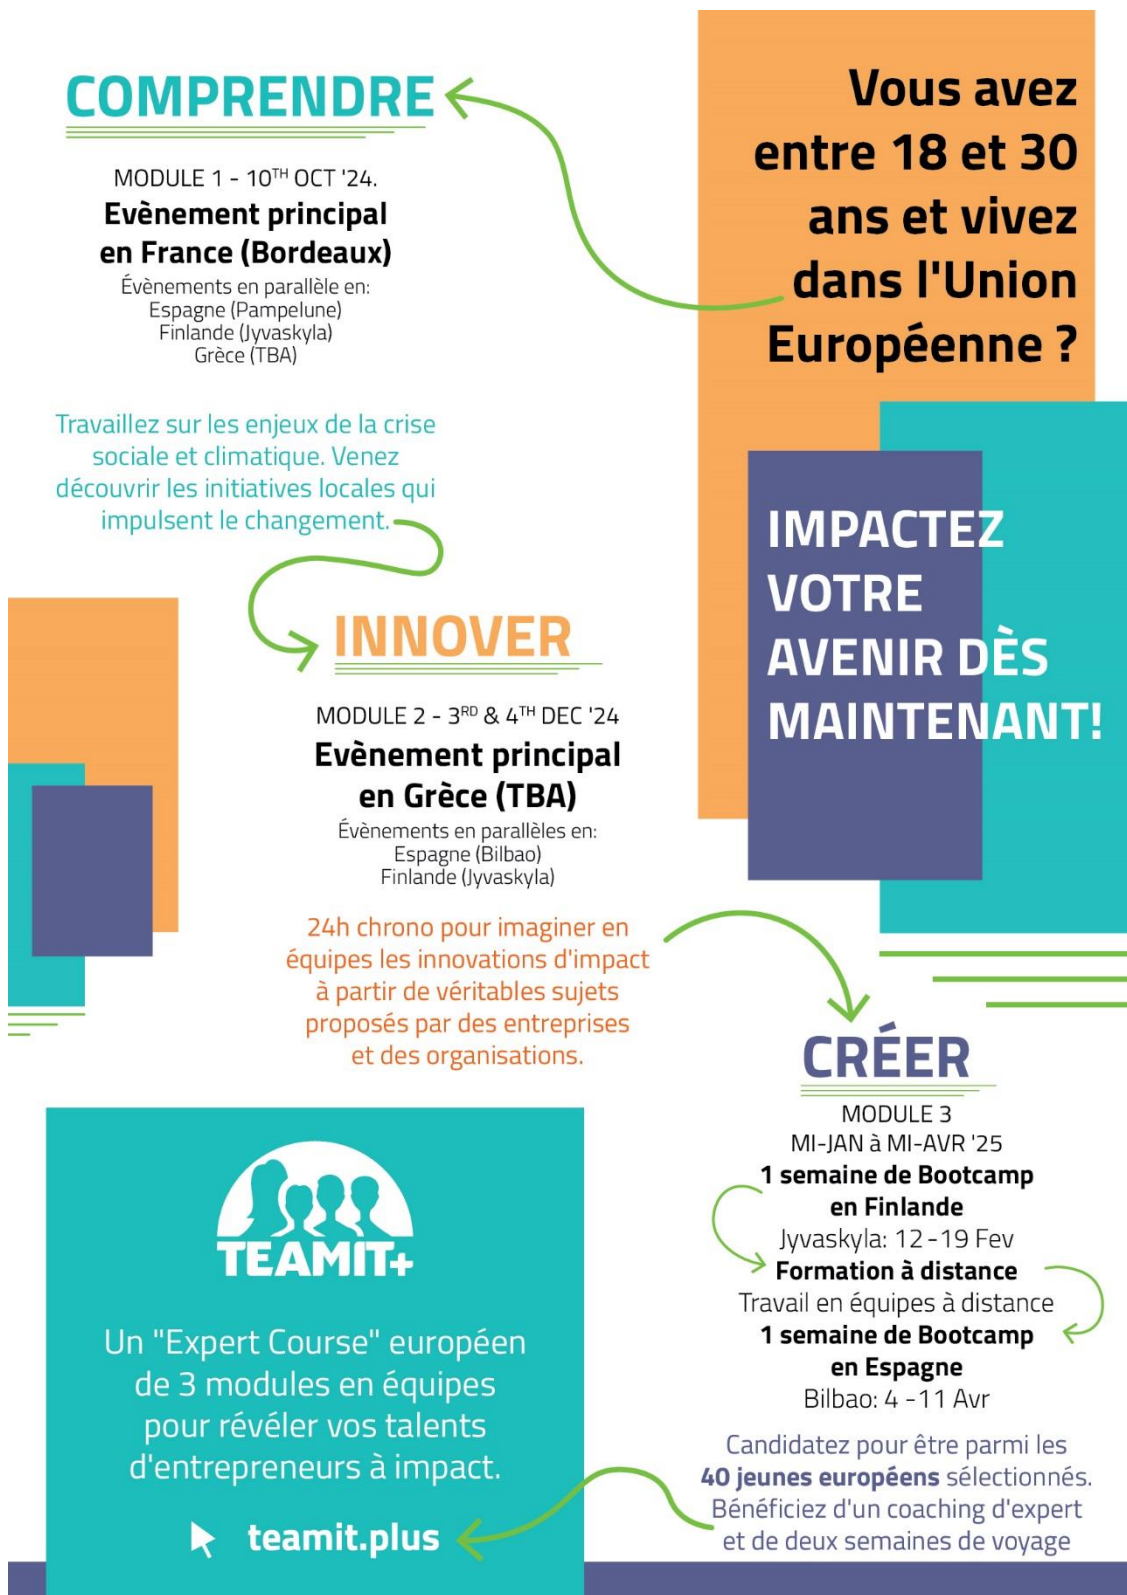 Vous avez
entre 18 et 30
ans et vivez
dans l'Union
Européenne ?
IMPACTEZ
VOTRE
AVENIR DÈS
MAINTENANT!
COMPRENDRE
MODULE 1 - 10TH OCT '24.
Evènement principal
en France (Bordeaux)
Évènements en parallèle en:
Espagne (Pampelune)
Finlande (Jyvaskyla)
Grèce (TBA)
Travaillez sur les enjeux de la crise
sociale et climatique. Venez
découvrir les initiatives locales qui
impulsent le changement.
INNOVER
MODULE 2 - 3RD & 4TH DEC '24
Evènement principal
en Grèce (TBA)
Évènements en parallèles en:
Espagne (Bilbao)
Finlande (Jyvaskyla)
24h chrono pour imaginer en
équipes les innovations d'impact
à partir de véritables sujets
proposés par des entreprises
et des organisations.
CRÉER
MODULE 3
MI-JAN à MI-AVR '25
1 semaine de Bootcamp
en Finlande
Jyvaskyla: 12-19 Fev
Formation à distance
Travail en équipes à distance
1 semaine de Bootcamp
en Espagne
Bilbao: 4 -11 Avr
Candidatez pour être parmi les
40 jeunes européens sélectionnés.
Bénéficiez d'un coaching d'expert
et de deux semaines de voyage
TEAMIT+
Un "Expert Course" européen
de 3 modules en équipes
pour révéler vos talents
d'entrepreneurs à impact.
teamit.plus